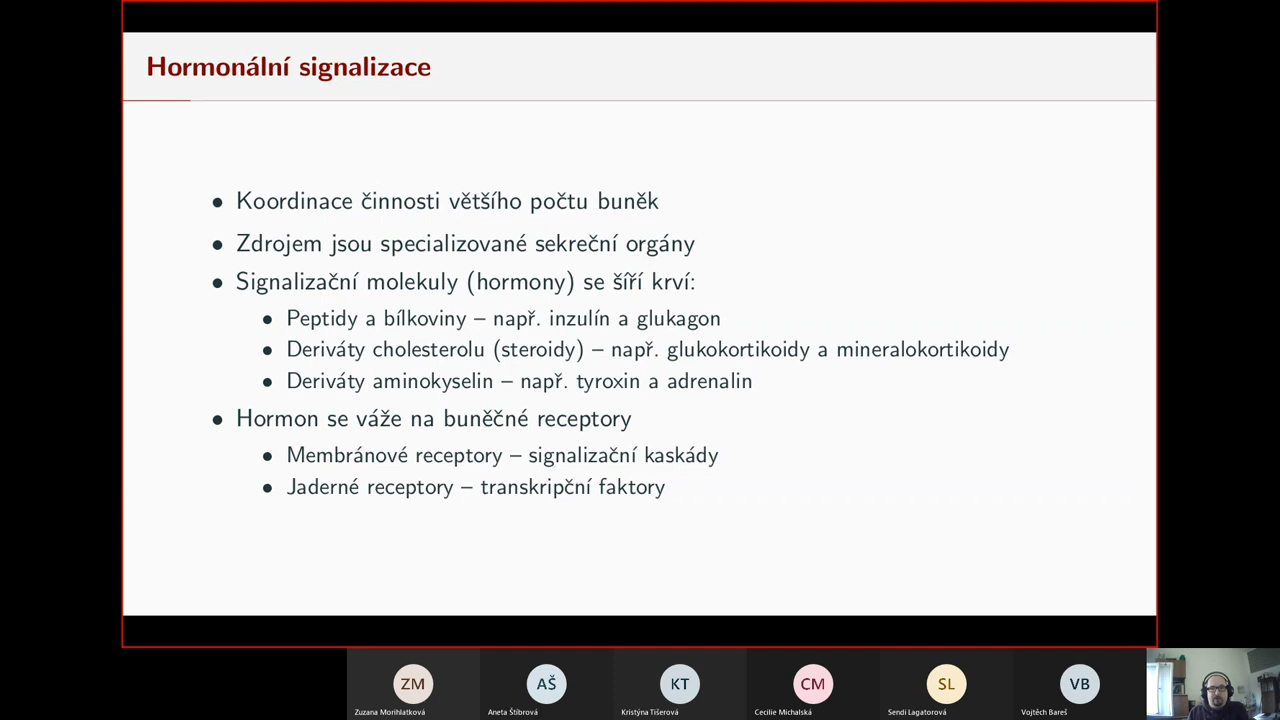 Hormonální signalizace
• Koordinace činnosti většího počtu buněk
• Zdrojem jsou specializované sekreční orgány
• Signalizační molekuly (hormony) se šíří krví:
• Peptidy a bílkoviny – např. inzulín a glukagon
• Deriváty cholesterolu (steroidy) – např. glukokortikoidy a mineralokortikoidy
• Deriváty aminokyselin – např. tyroxin a adrenalin
• Hormon se váže na buněčné receptory
• Membránové receptory – signalizační kaskády
• Jaderné receptory – transkripční faktory
ZM AŠ KT CM SL VB
Zuzana Morihlatková Aneta Štíbrová Kristýna Tišerová Cecilie Michalská Sendi Lagatorová Vojtěch Bareš